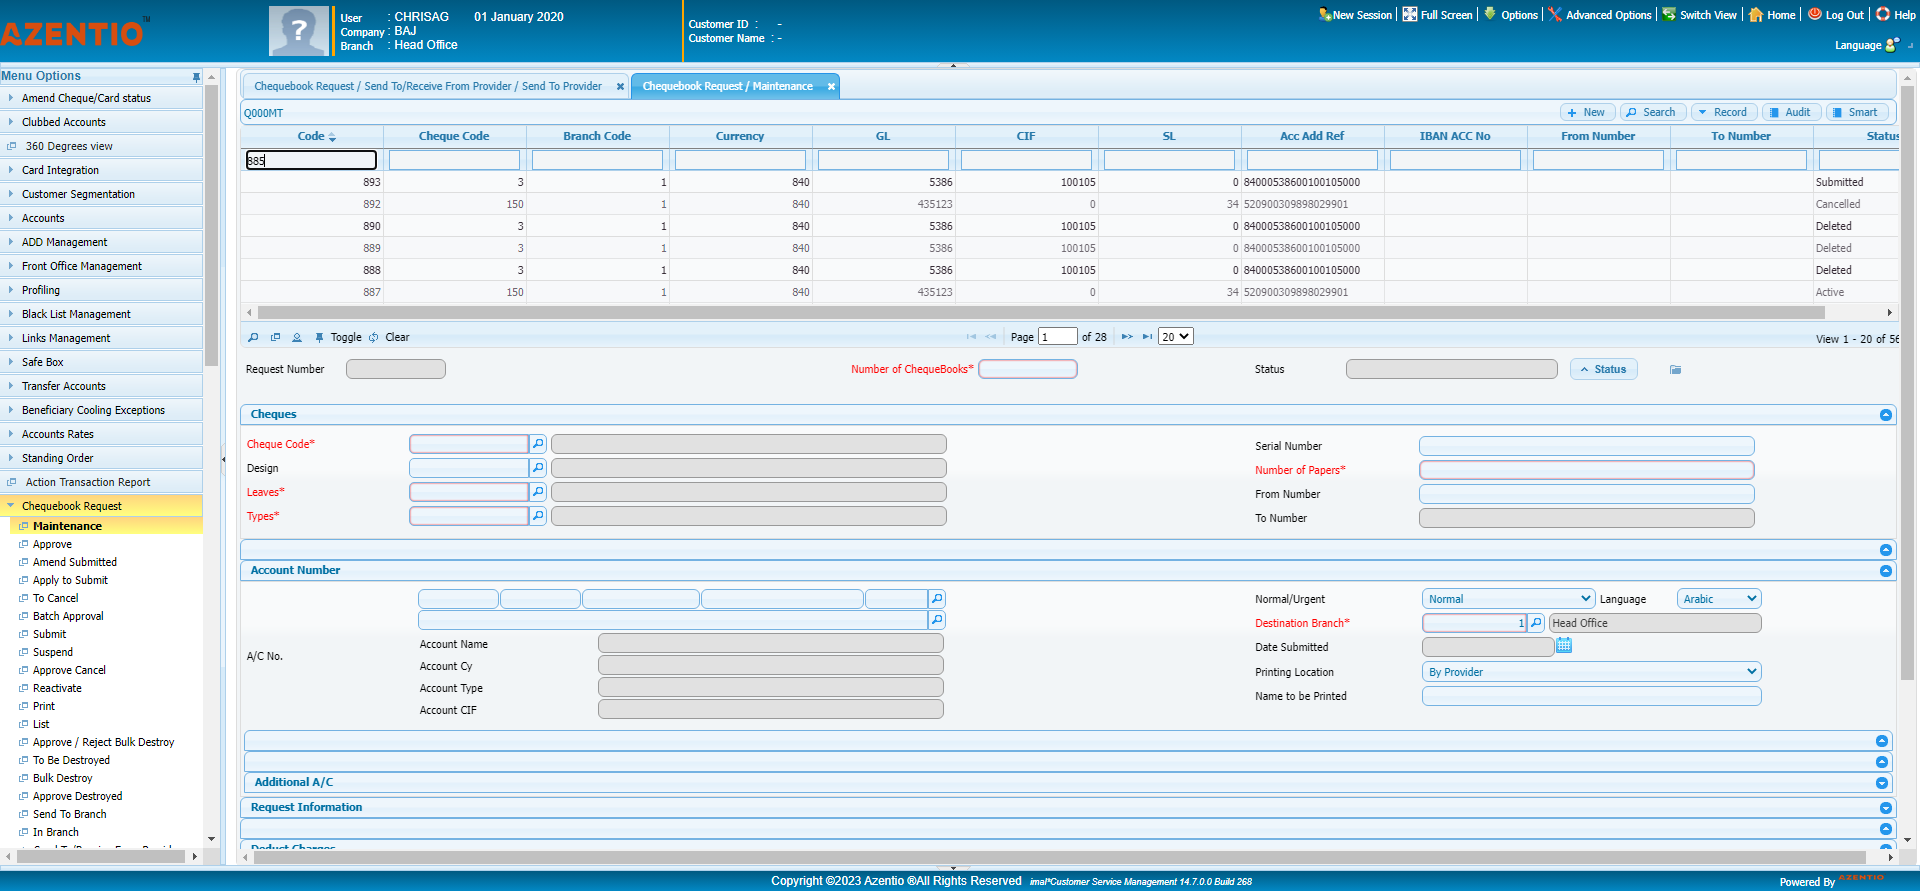 AZENTIO TM
User : CHRISAG 01 January 2020
Company : BAJ
Branch : Head Office
Customer ID : -
Customer Name : -
New Session Full Screen Options Advanced Options Switch View Home Log Out Help
Language
Menu Options
Amend Cheque/Card status
Clubbed Accounts
360 Degrees view
Card Integration
Customer Segmentation
Accounts
ADD Management
Front Office Management
Profiling
Black List Management
Links Management
Safe Box
Transfer Accounts
Beneficiary Cooling Exceptions
Accounts Rates
Standing Order
Action Transaction Report
Chequebook Request
Maintenance
Approve
Amend Submitted
Apply to Submit
To Cancel
Batch Approval
Submit
Suspend
Approve Cancel
Reactivate
Print
List
Approve / Reject Bulk Destroy
To Be Destroyed
Bulk Destroy
Approve Destroyed
Send To Branch
In Branch
Chequebook Request / Send To/Receive From Provider / Send To Provider
Chequebook Request / Maintenance
Q000MT
New Search Record Audit Smart
Code Cheque Code Branch Code Currency GL CIF SL Acc Add Ref IBAN ACC No From Number To Number Status
885
893 3 1 840 5386 100105 0 84000538600100105000 Submitted
892 150 1 840 435123 0 34 520900309898029901 Cancelled
890 3 1 840 5386 100105 0 84000538600100105000 Deleted
889 3 1 840 5386 100105 0 84000538600100105000 Deleted
888 3 1 840 5386 100105 0 84000538600100105000 Deleted
887 150 1 840 435123 0 34 520900309898029901 Active
Toggle Clear
Page 1 of 28 20
View 1 - 20 of 56
Request Number
Number of ChequeBooks*
Status
Status
Cheques
Cheque Code*
Design
Leaves*
Types*
Serial Number
Number of Papers*
From Number
To Number
Account Number
A/C No.
Account Name
Account Cy
Account Type
Account CIF
Normal/Urgent Normal Language Arabic
Destination Branch* 1 Head Office
Date Submitted
Printing Location By Provider
Name to be Printed
Additional A/C
Request Information
Deduct Charges
Copyright ©2023 Azentio ®All Rights Reserved imal*Customer Service Management 14.7.0.0 Build 268
Powered By AZENTIO